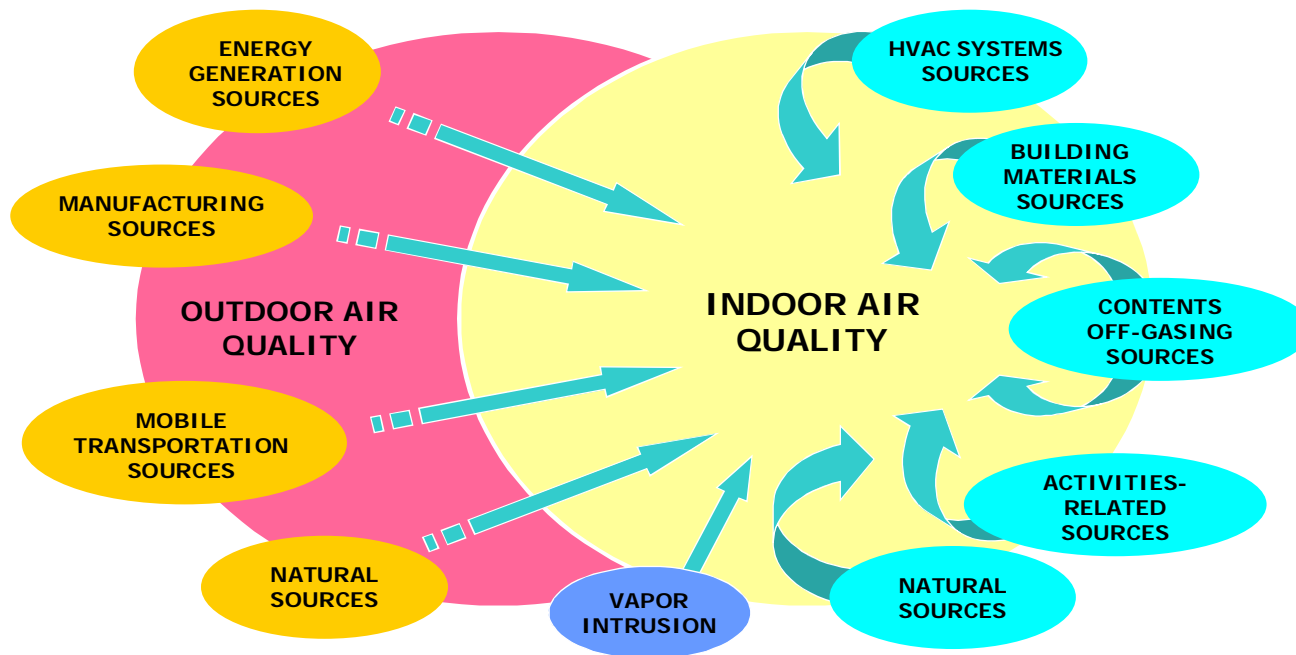 ENERGY
GENERATION
SOURCES
MANUFACTURING
SOURCES
OUTDOOR AIR
QUALITY
MOBILE
TRANSPORTATION
SOURCES
NATURAL
SOURCES
VAPOR
INTRUSION
INDOOR AIR
QUALITY
HVAC SYSTEMS
SOURCES
BUILDING
MATERIALS
SOURCES
CONTENTS
OFF-GASING
SOURCES
ACTIVITIES-
RELATED
SOURCES
NATURAL
SOURCES